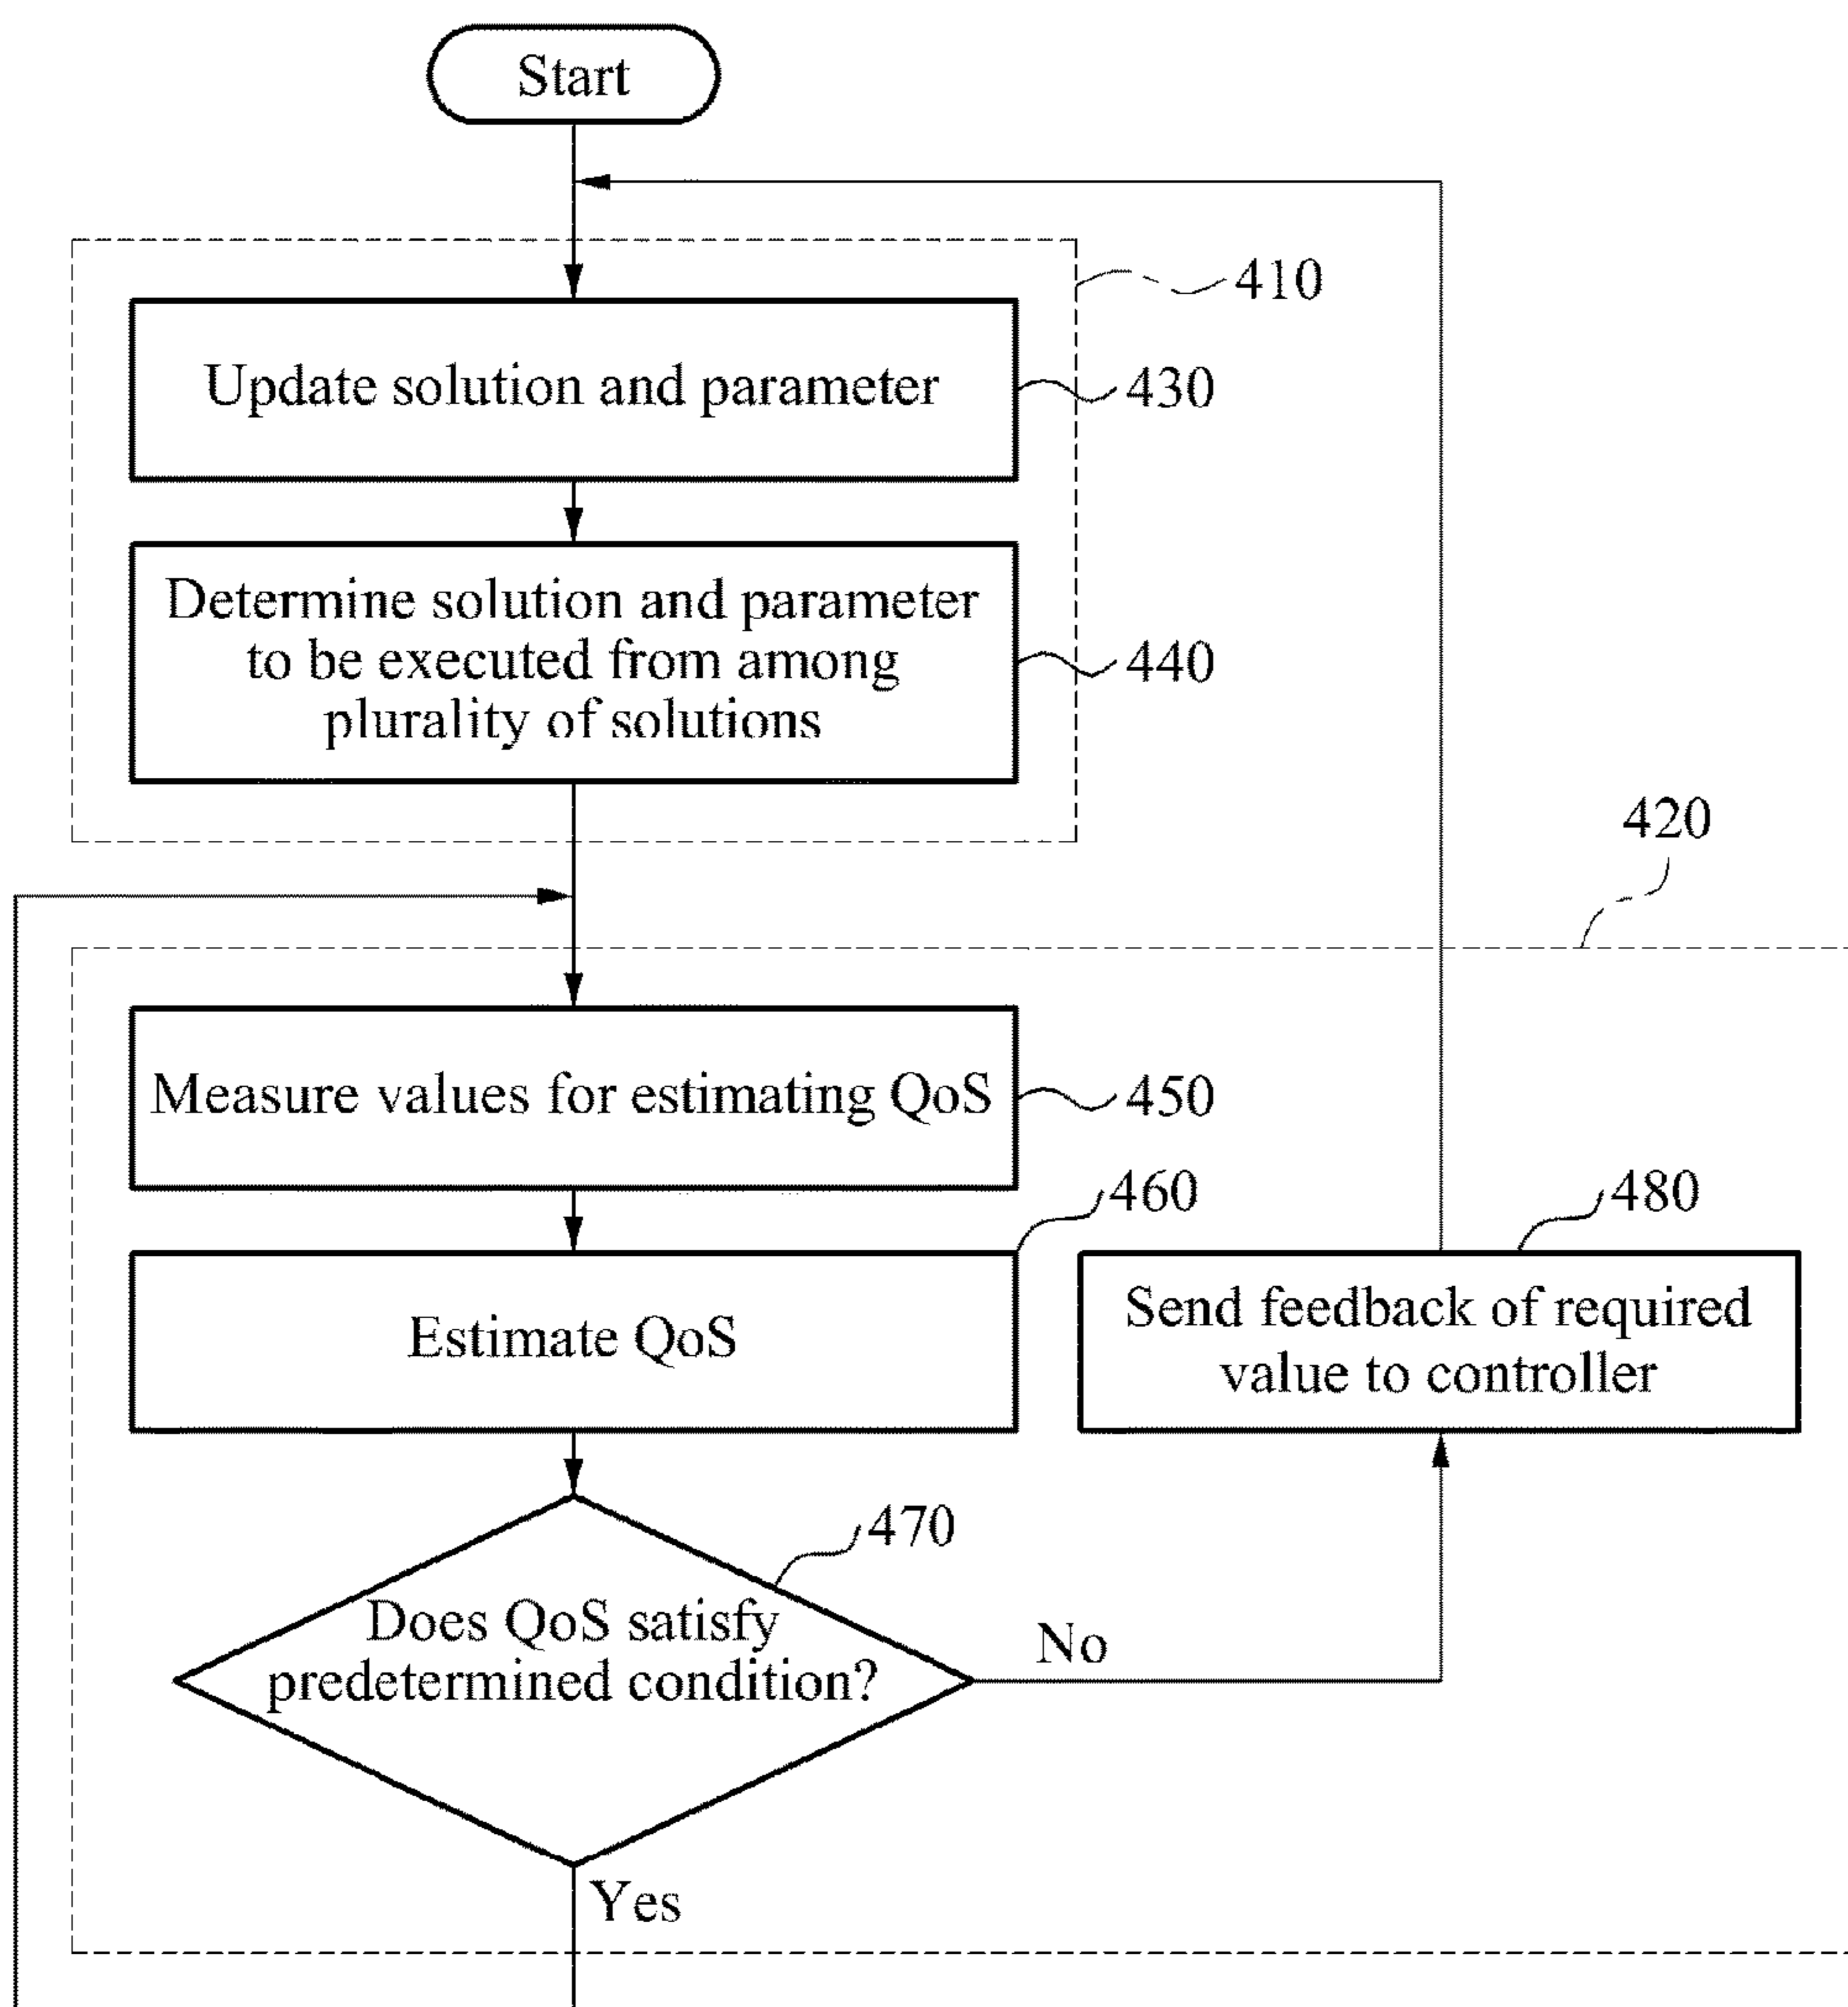 Start
410
Update solution and parameter
430
Determine solution and parameter
to be executed from among
plurality of solutions
440
420
Measure values for estimating QoS
450
460
Estimate QoS
480
Send feedback of required
value to controller
470
Does QoS satisfy
predetermined condition?
No
Yes